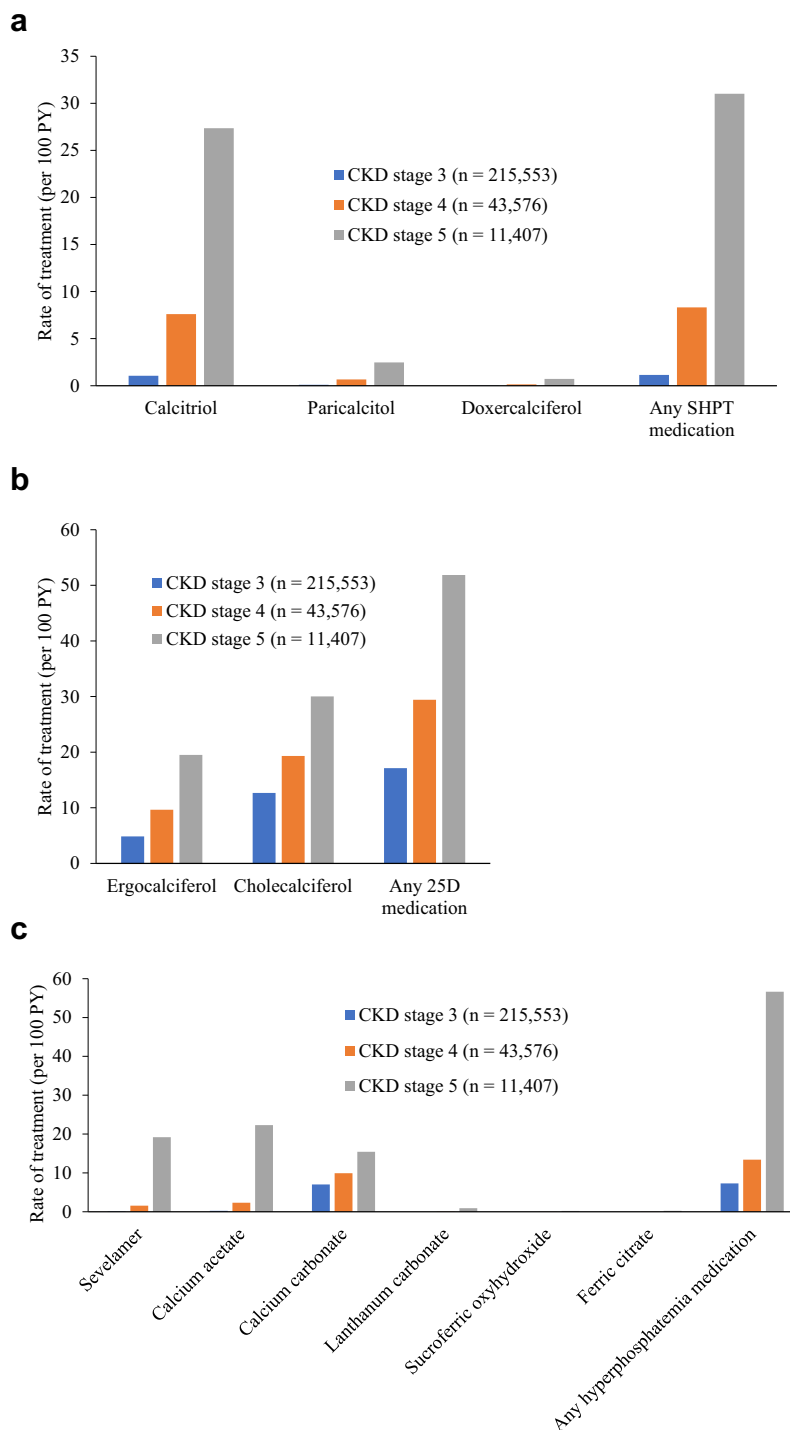 a
35
30
25
20
15
10
5
0
Rate of treatment (per 100 PY)
CKD stage 3 (n = 215,553)
CKD stage 4 (n = 43,576)
CKD stage 5 (n = 11,407)
Calcitriol Paricalcitol Doxercalciferol Any SHPT
medication
b
60
50
40
30
20
10
0
Rate of treatment (per 100 PY)
CKD stage 3 (n = 215,553)
CKD stage 4 (n = 43,576)
CKD stage 5 (n = 11,407)
Ergocalciferol Cholecalciferol Any 25D
medication
c
60
50
40
30
20
10
0
Rate of treatment (per 100 PY)
CKD stage 3 (n = 215,553)
CKD stage 4 (n = 43,576)
CKD stage 5 (n = 11,407)
Sevelamer
Calcium acetate
Calcium carbonate
Lanthanum carbonate
Sucroferric oxyhydroxide
Ferric citrate
Any hyperphosphatemia medication